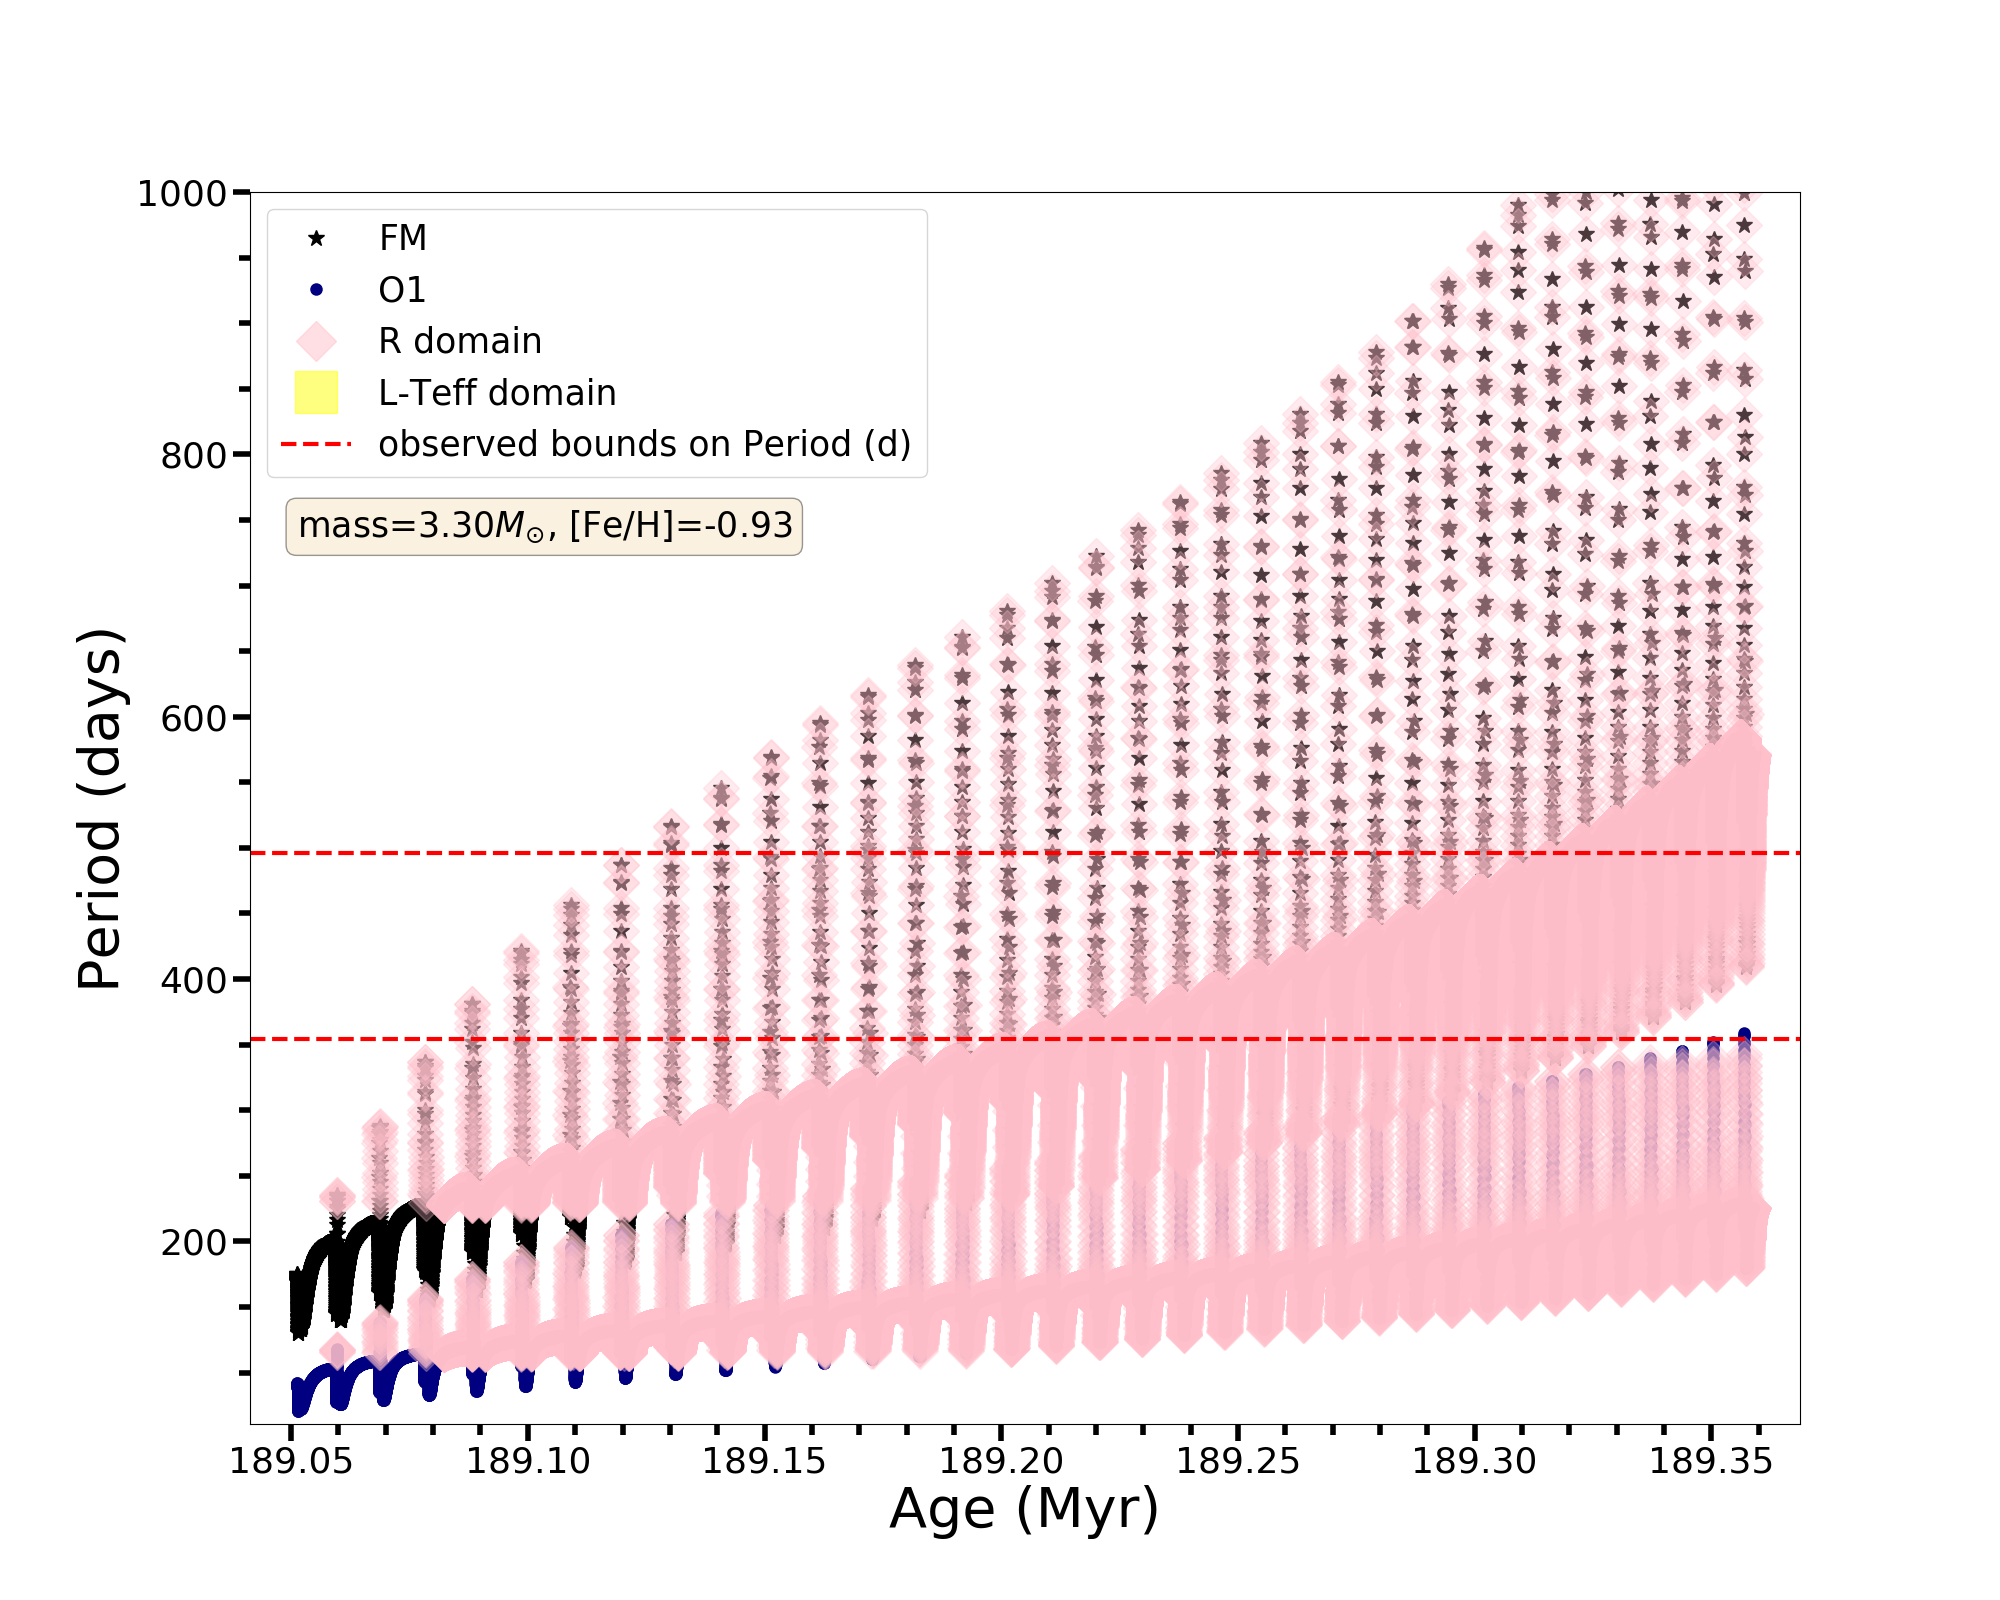 1000
800
600
400
200
Period (days)
FM
O1
R domain
L-Teff domain
observed bounds on Period (d)
mass=3.30M☉, [Fe/H]=-0.93
189.05 189.10 189.15 189.20 189.25 189.30 189.35
Age (Myr)